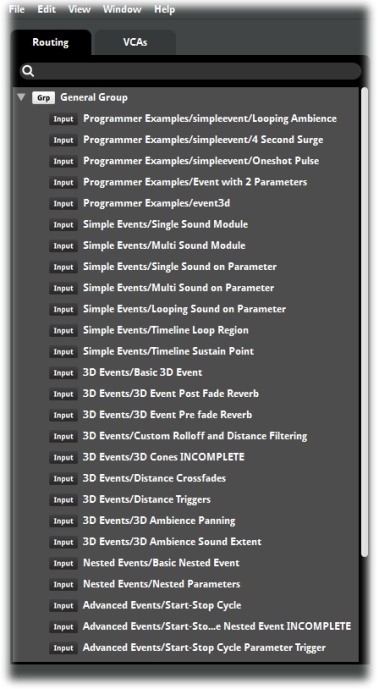 File Edit View Window Help
Routing VCAs
Grp General Group
Input Programmer Examples/simpleevent/Looping Ambience
Input Programmer Examples/simpleevent/4 Second Surge
Input Programmer Examples/simpleevent/Oneshot Pulse
Input Programmer Examples/Event with 2 Parameters
Input Programmer Examples/event3d
Input Simple Events/Single Sound Module
Input Simple Events/Multi Sound Module
Input Simple Events/Single Sound on Parameter
Input Simple Events/Multi Sound on Parameter
Input Simple Events/Looping Sound on Parameter
Input Simple Events/Timeline Loop Region
Input Simple Events/Timeline Sustain Point
Input 3D Events/Basic 3D Event
Input 3D Events/3D Event Post Fade Reverb
Input 3D Events/3D Event Pre fade Reverb
Input 3D Events/Custom Rolloff and Distance Filtering
Input 3D Events/3D Cones INCOMPLETE
Input 3D Events/Distance Crossfades
Input 3D Events/Distance Triggers
Input 3D Events/3D Ambience Panning
Input 3D Events/3D Ambience Sound Extent
Input Nested Events/Basic Nested Event
Input Nested Events/Nested Parameters
Input Advanced Events/Start-Stop Cycle
Input Advanced Events/Start-Sto...e Nested Event INCOMPLETE
Input Advanced Events/Start-Stop Cycle Parameter Trigger